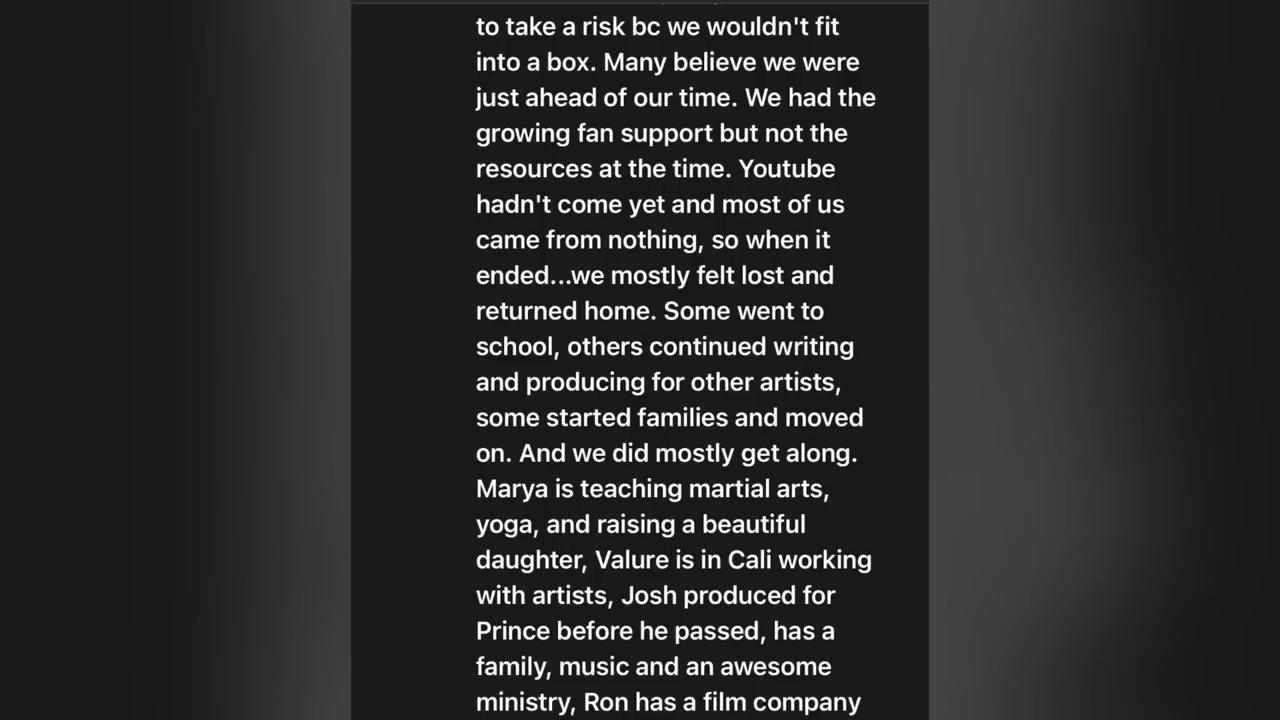 to take a risk bc we wouldn't fit
into a box. Many believe we were
just ahead of our time. We had the
growing fan support but not the
resources at the time. Youtube
hadn't come yet and most of us
came from nothing, so when it
ended...we mostly felt lost and
returned home. Some went to
school, others continued writing
and producing for other artists,
some started families and moved
on. And we did mostly get along.
Marya is teaching martial arts,
yoga, and raising a beautiful
daughter, Valure is in Cali working
with artists, Josh produced for
Prince before he passed, has a
family, music and an awesome
ministry, Ron has a film company